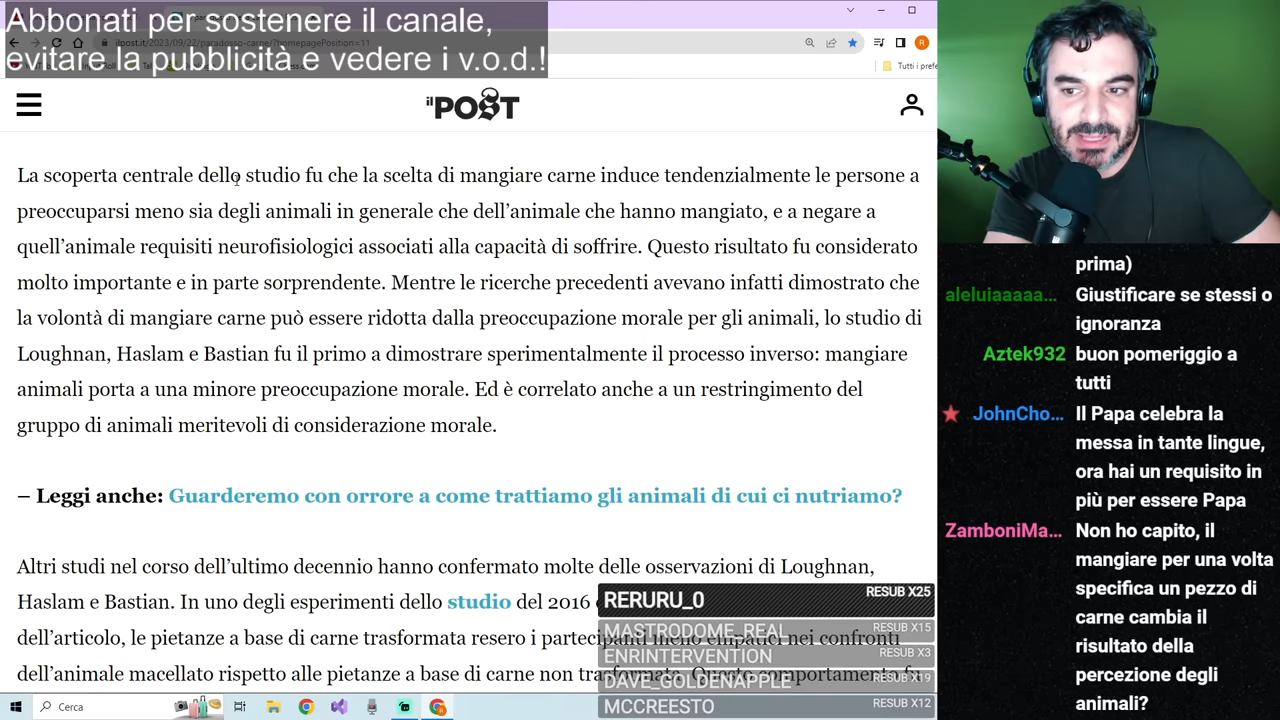 Abbonati per sostenere il canale,
evitare la pubblicità e vedere i v.o.d.!
il POST
La scoperta centrale dello studio fu che la scelta di mangiare carne induce tendenzialmente le persone a
preoccuparsi meno sia degli animali in generale che dell'animale che hanno mangiato, e a negare a
quell'animale requisiti neurofisiologici associati alla capacità di soffrire. Questo risultato fu considerato
molto importante e in parte sorprendente. Mentre le ricerche precedenti avevano infatti dimostrato che
la volontà di mangiare carne può essere ridotta dalla preoccupazione morale per gli animali, lo studio di
Loughnan, Haslam e Bastian fu il primo a dimostrare sperimentalmente il processo inverso: mangiare
animali porta a una minore preoccupazione morale. Ed è correlato anche a un restringimento del
gruppo di animali meritevoli di considerazione morale.
– Leggi anche: Guarderemo con orrore a come trattiamo gli animali di cui ci nutriamo?
Altri studi nel corso dell'ultimo decennio hanno confermato molte delle osservazioni di Loughnan,
Haslam e Bastian. In uno degli esperimenti dello studio del 2016
dell'articolo, le pietanze a base di carne trasformata resero i partecipanti meno empatici nei confronti
dell'animale macellato rispetto alle pietanze a base di carne non
RERURU_0 RESUB X25
MASTRODOME_REAL RESUB X15
ENRINTERVENTION RESUB X3
DAVE_GOLDENAPPLE RESUB X19
MCCREESTO RESUB X12
prima)
aleluiaaaaa… Giustificare se stessi o
ignoranza
Aztek932 buon pomeriggio a
tutti
JohnCho… Il Papa celebra la
messa in tante lingue,
ora hai un requisito in
più per essere Papa
ZamboniMa… Non ho capito, il
mangiare per una volta
specifica un pezzo di
carne cambia il
risultato della
percezione degli
animali?
Tutti i prefe
Cerca